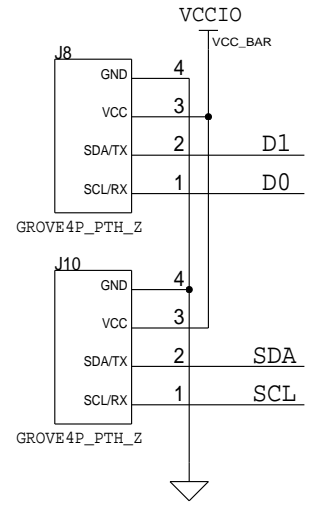 VCCIO
VCC_BAR
J8
GND 4
VCC 3
SDA/TX 2 D1
SCL/RX 1 D0
GROVE4P_PTH_Z
J10
GND 4
VCC 3
SDA/TX 2 SDA
SCL/RX 1 SCL
GROVE4P_PTH_Z